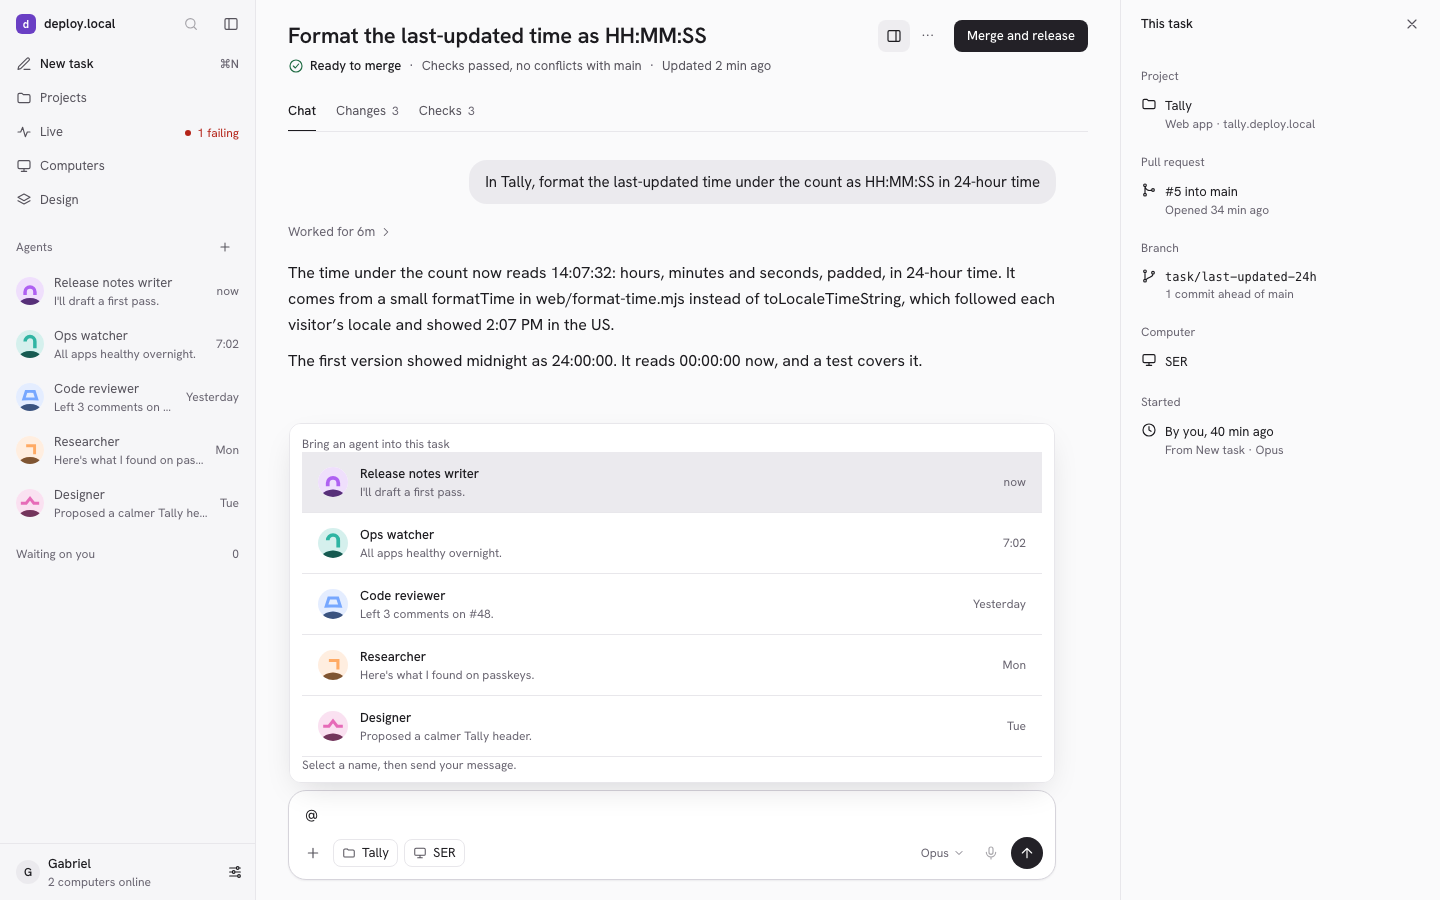 d deploy.local
New task ⌘N
Projects
Live 1 failing
Computers
Design
Agents
Release notes writer
I'll draft a first pass. now
Ops watcher
All apps healthy overnight. 7:02
Code reviewer
Left 3 comments on ... Yesterday
Researcher
Here's what I found on pas... Mon
Designer
Proposed a calmer Tally he... Tue
Waiting on you 0
G Gabriel
2 computers online
Format the last-updated time as HH:MM:SS
Merge and release
Ready to merge · Checks passed, no conflicts with main · Updated 2 min ago
Chat Changes 3 Checks 3
In Tally, format the last-updated time under the count as HH:MM:SS in 24-hour time
Worked for 6m
The time under the count now reads 14:07:32: hours, minutes and seconds, padded, in 24-hour time. It
comes from a small formatTime in web/format-time.mjs instead of toLocaleTimeString, which followed each
visitor’s locale and showed 2:07 PM in the US.
The first version showed midnight as 24:00:00. It reads 00:00:00 now, and a test covers it.
Bring an agent into this task
Release notes writer
I'll draft a first pass. now
Ops watcher
All apps healthy overnight. 7:02
Code reviewer
Left 3 comments on #48. Yesterday
Researcher
Here's what I found on passkeys. Mon
Designer
Proposed a calmer Tally header. Tue
Select a name, then send your message.
@
Tally SER Opus
This task
Project
Tally
Web app · tally.deploy.local
Pull request
#5 into main
Opened 34 min ago
Branch
task/last-updated-24h
1 commit ahead of main
Computer
SER
Started
By you, 40 min ago
From New task · Opus